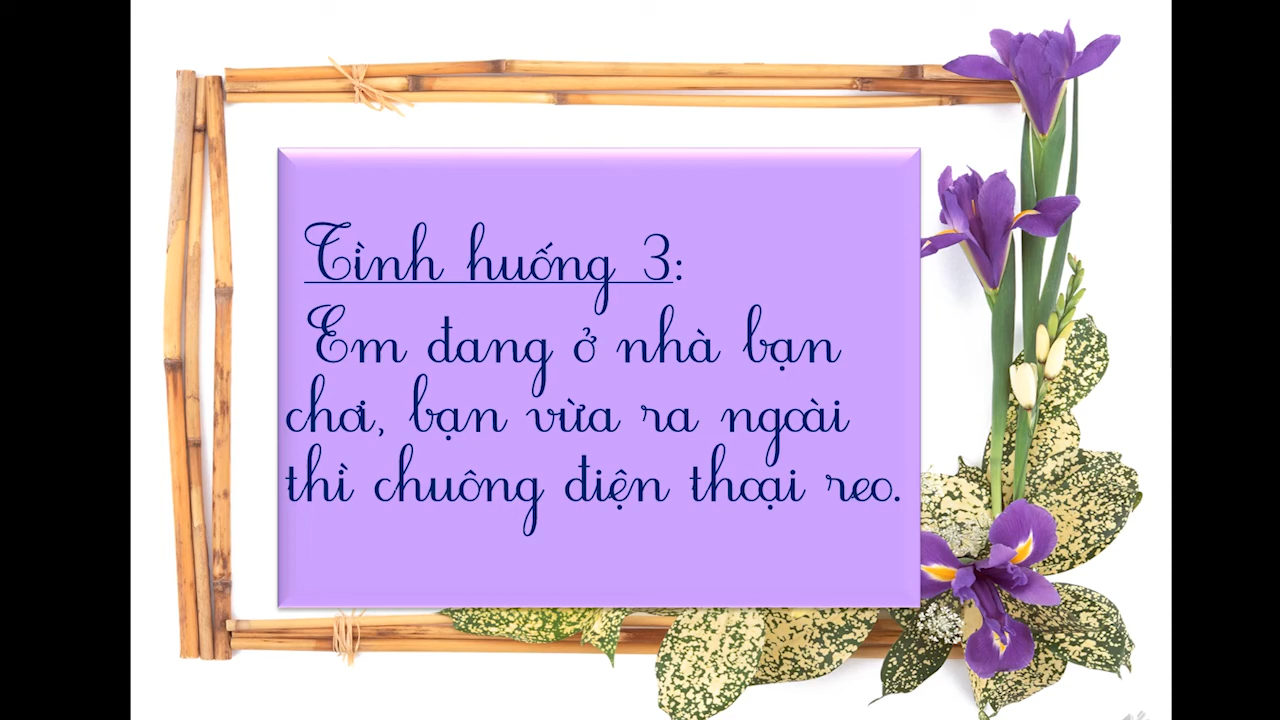 Tình huống 3:
Em đang ở nhà bạn
chơi, bạn vừa ra ngoài
thì chuông điện thoại reo.